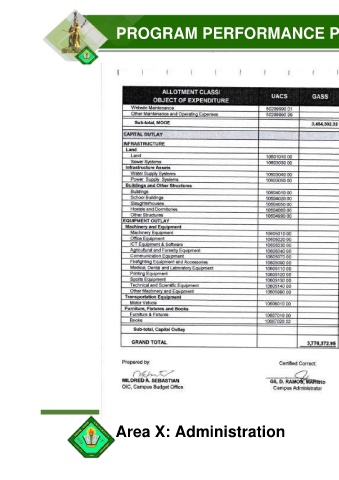 PROGRAM PERFORMANCE P
ALLOTMENT CLASS/
OBJECT OF EXPENDITURE UACS GASS
Website Maintenance 50299990 01
Other Maintenance and Operating Expenses 50299990 99
Sub-total, MOOE
CAPITAL OUTLAY
INFRASTRUCTURE
Land
Land 10601010 00
Sewer Systems 10603030 00
Infrastructure Assets
Water Supply Systems 10603040 00
Power Supply Systems 10603050 00
Buildings and Other Structures
Buildings 10604010 00
School Buildings 10604020 00
Slaughterhouses 10604050 00
Hostels and Dormitories 10604060 00
Other Structures 10604990 00
EQUIPMENT OUTLAY
Machinery and Equipment
Machinery Equipment 10605010 00
Office Equipment 10605020 00
ICT Equipment & Software 10605030 00
Agricultural and Forestry Equipment 10605040 00
Communication Equipment 10605070 00
Firefighting Equipment and Accessories
Medical, Dental and Laboratory Equipment 10605110 00
Printing Equipment 10605120 00
Sports Equipment 10605130 00
Technical and Scientific Equipment 10605140 00
Other Machinery and Equipment 10605990 00
Transportation Equipment
Motor Vehicle 10606010 00
Furniture, Fixtures and Books
Furniture & Fixtures 10607010 00
Books 10607020 00
Sub-total, Capital Outlay
GRAND TOTAL 3,776,372.95
Prepared by: Certified Correct:
MILDRED A. SEBASTIAN GIL D. RAMOS,
OIC, Campus Budget Office Campus Administrator
Area X: Administration